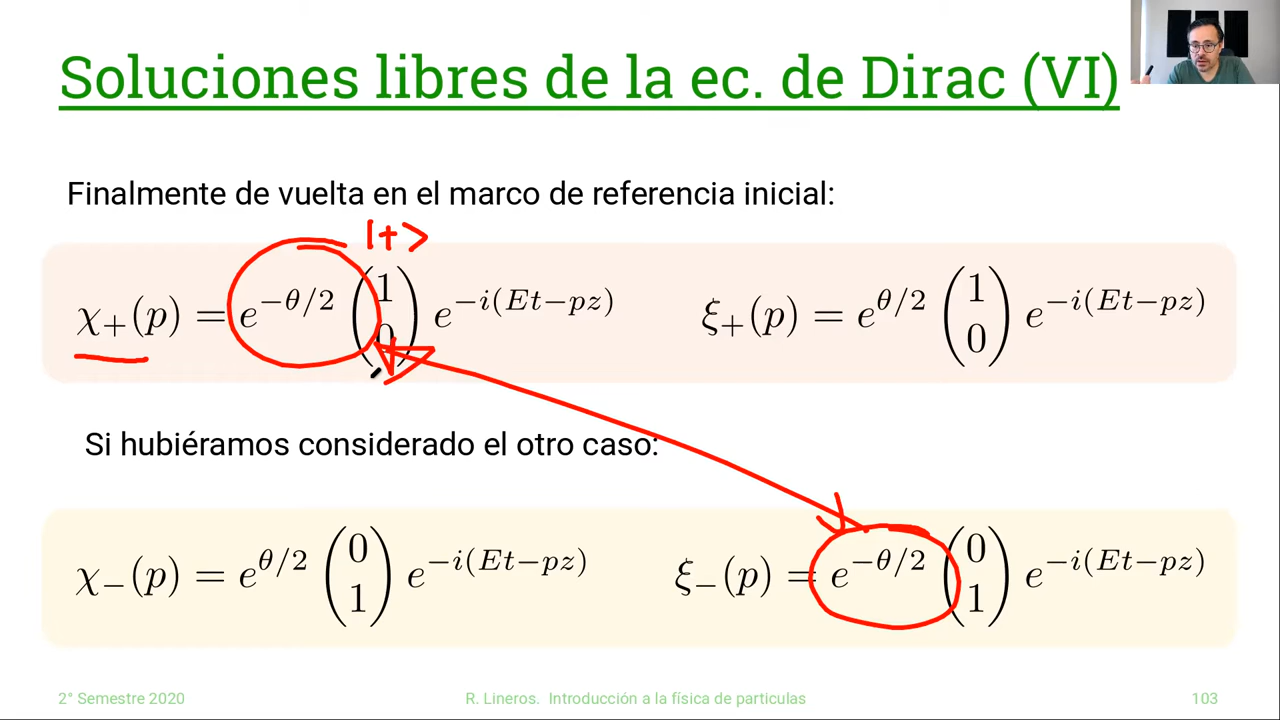 Soluciones libres de la ec. de Dirac (VI)
Finalmente de vuelta en el marco de referencia inicial:
|+>
χ₊(p) = e^{−θ/2} (1 0) e^{−i(Et−pz)}  ξ₊(p) = e^{θ/2} (1 0) e^{−i(Et−pz)}
Si hubiéramos considerado el otro caso:
χ₋(p) = e^{θ/2} (0 1) e^{−i(Et−pz)}  ξ₋(p) = e^{−θ/2} (0 1) e^{−i(Et−pz)}
2° Semestre 2020 R. Lineros. Introducción a la física de particulas 103